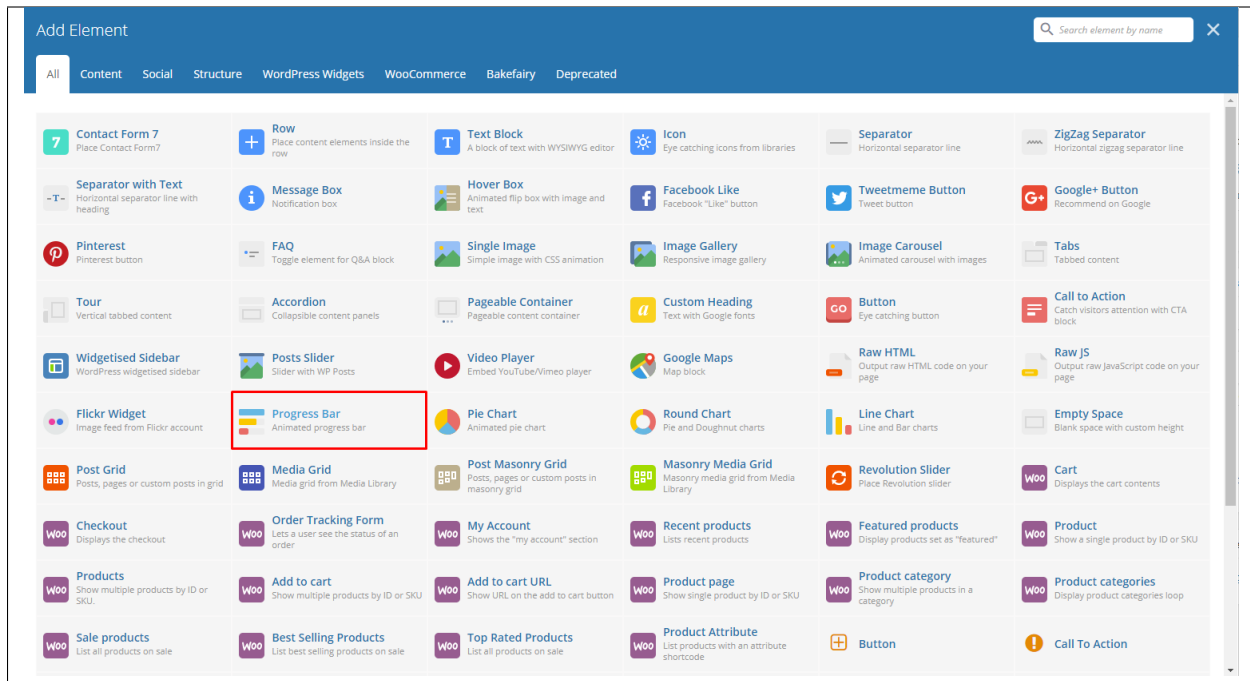 Add Element
Search element by name
All Content Social Structure WordPress Widgets WooCommerce Bakefairy Deprecated
7
Contact Form 7
Place Contact Form7
Row
Place content elements inside the
row
T
Text Block
A block of text with WYSIWYG editor
Icon
Eye catching icons from libraries
Separator
Horizontal separator line
ZigZag Separator
Horizontal zigzag separator line
-T-
Separator with Text
Horizontal separator line with
heading
i
Message Box
Notification box
Hover Box
Animated flip box with image and
text
f
Facebook Like
Facebook "Like" button
Tweetmeme Button
Tweet button
G+
Google+ Button
Recommend on Google
Pinterest
Pinterest button
FAQ
Toggle element for Q&A block
Single Image
Simple image with CSS animation
Image Gallery
Responsive image gallery
Image Carousel
Animated carousel with images
Tabs
Tabbed content
Tour
Vertical tabbed content
Accordion
Collapsible content panels
Pageable Container
Pageable content container
a
Custom Heading
Text with Google fonts
GO
Button
Eye catching button
Call to Action
Catch visitors attention with CTA
block
Widgetised Sidebar
WordPress widgetised sidebar
Posts Slider
Slider with WP Posts
Video Player
Embed YouTube/Vimeo player
Google Maps
Map block
Raw HTML
Output raw HTML code on your
page
Raw JS
Output raw JavaScript code on your
page
Flickr Widget
Image feed from Flickr account
Progress Bar
Animated progress bar
Pie Chart
Animated pie chart
Round Chart
Pie and Doughnut charts
Line Chart
Line and Bar charts
Empty Space
Blank space with custom height
Post Grid
Posts, pages or custom posts in grid
Media Grid
Media grid from Media Library
Post Masonry Grid
Posts, pages or custom posts in
masonry grid
Masonry Media Grid
Masonry media grid from Media
Library
Revolution Slider
Place Revolution slider
Woo
Cart
Displays the cart contents
Woo
Checkout
Displays the checkout
Woo
Order Tracking Form
Lets a user see the status of an
order
Woo
My Account
Shows the "my account" section
Woo
Recent products
Lists recent products
Woo
Featured products
Display products set as "featured"
Woo
Product
Show a single product by ID or SKU
Woo
Products
Show multiple products by ID or
SKU.
Woo
Add to cart
Show multiple products by ID or SKU
Woo
Add to cart URL
Show URL on the add to cart button
Woo
Product page
Show single product by ID or SKU
Woo
Product category
Show multiple products in a
category
Woo
Product categories
Display product categories loop
Woo
Sale products
List all products on sale
Woo
Best Selling Products
List best selling products on sale
Woo
Top Rated Products
List all products on sale
Woo
Product Attribute
List products with an attribute
shortcode
Button
Call To Action